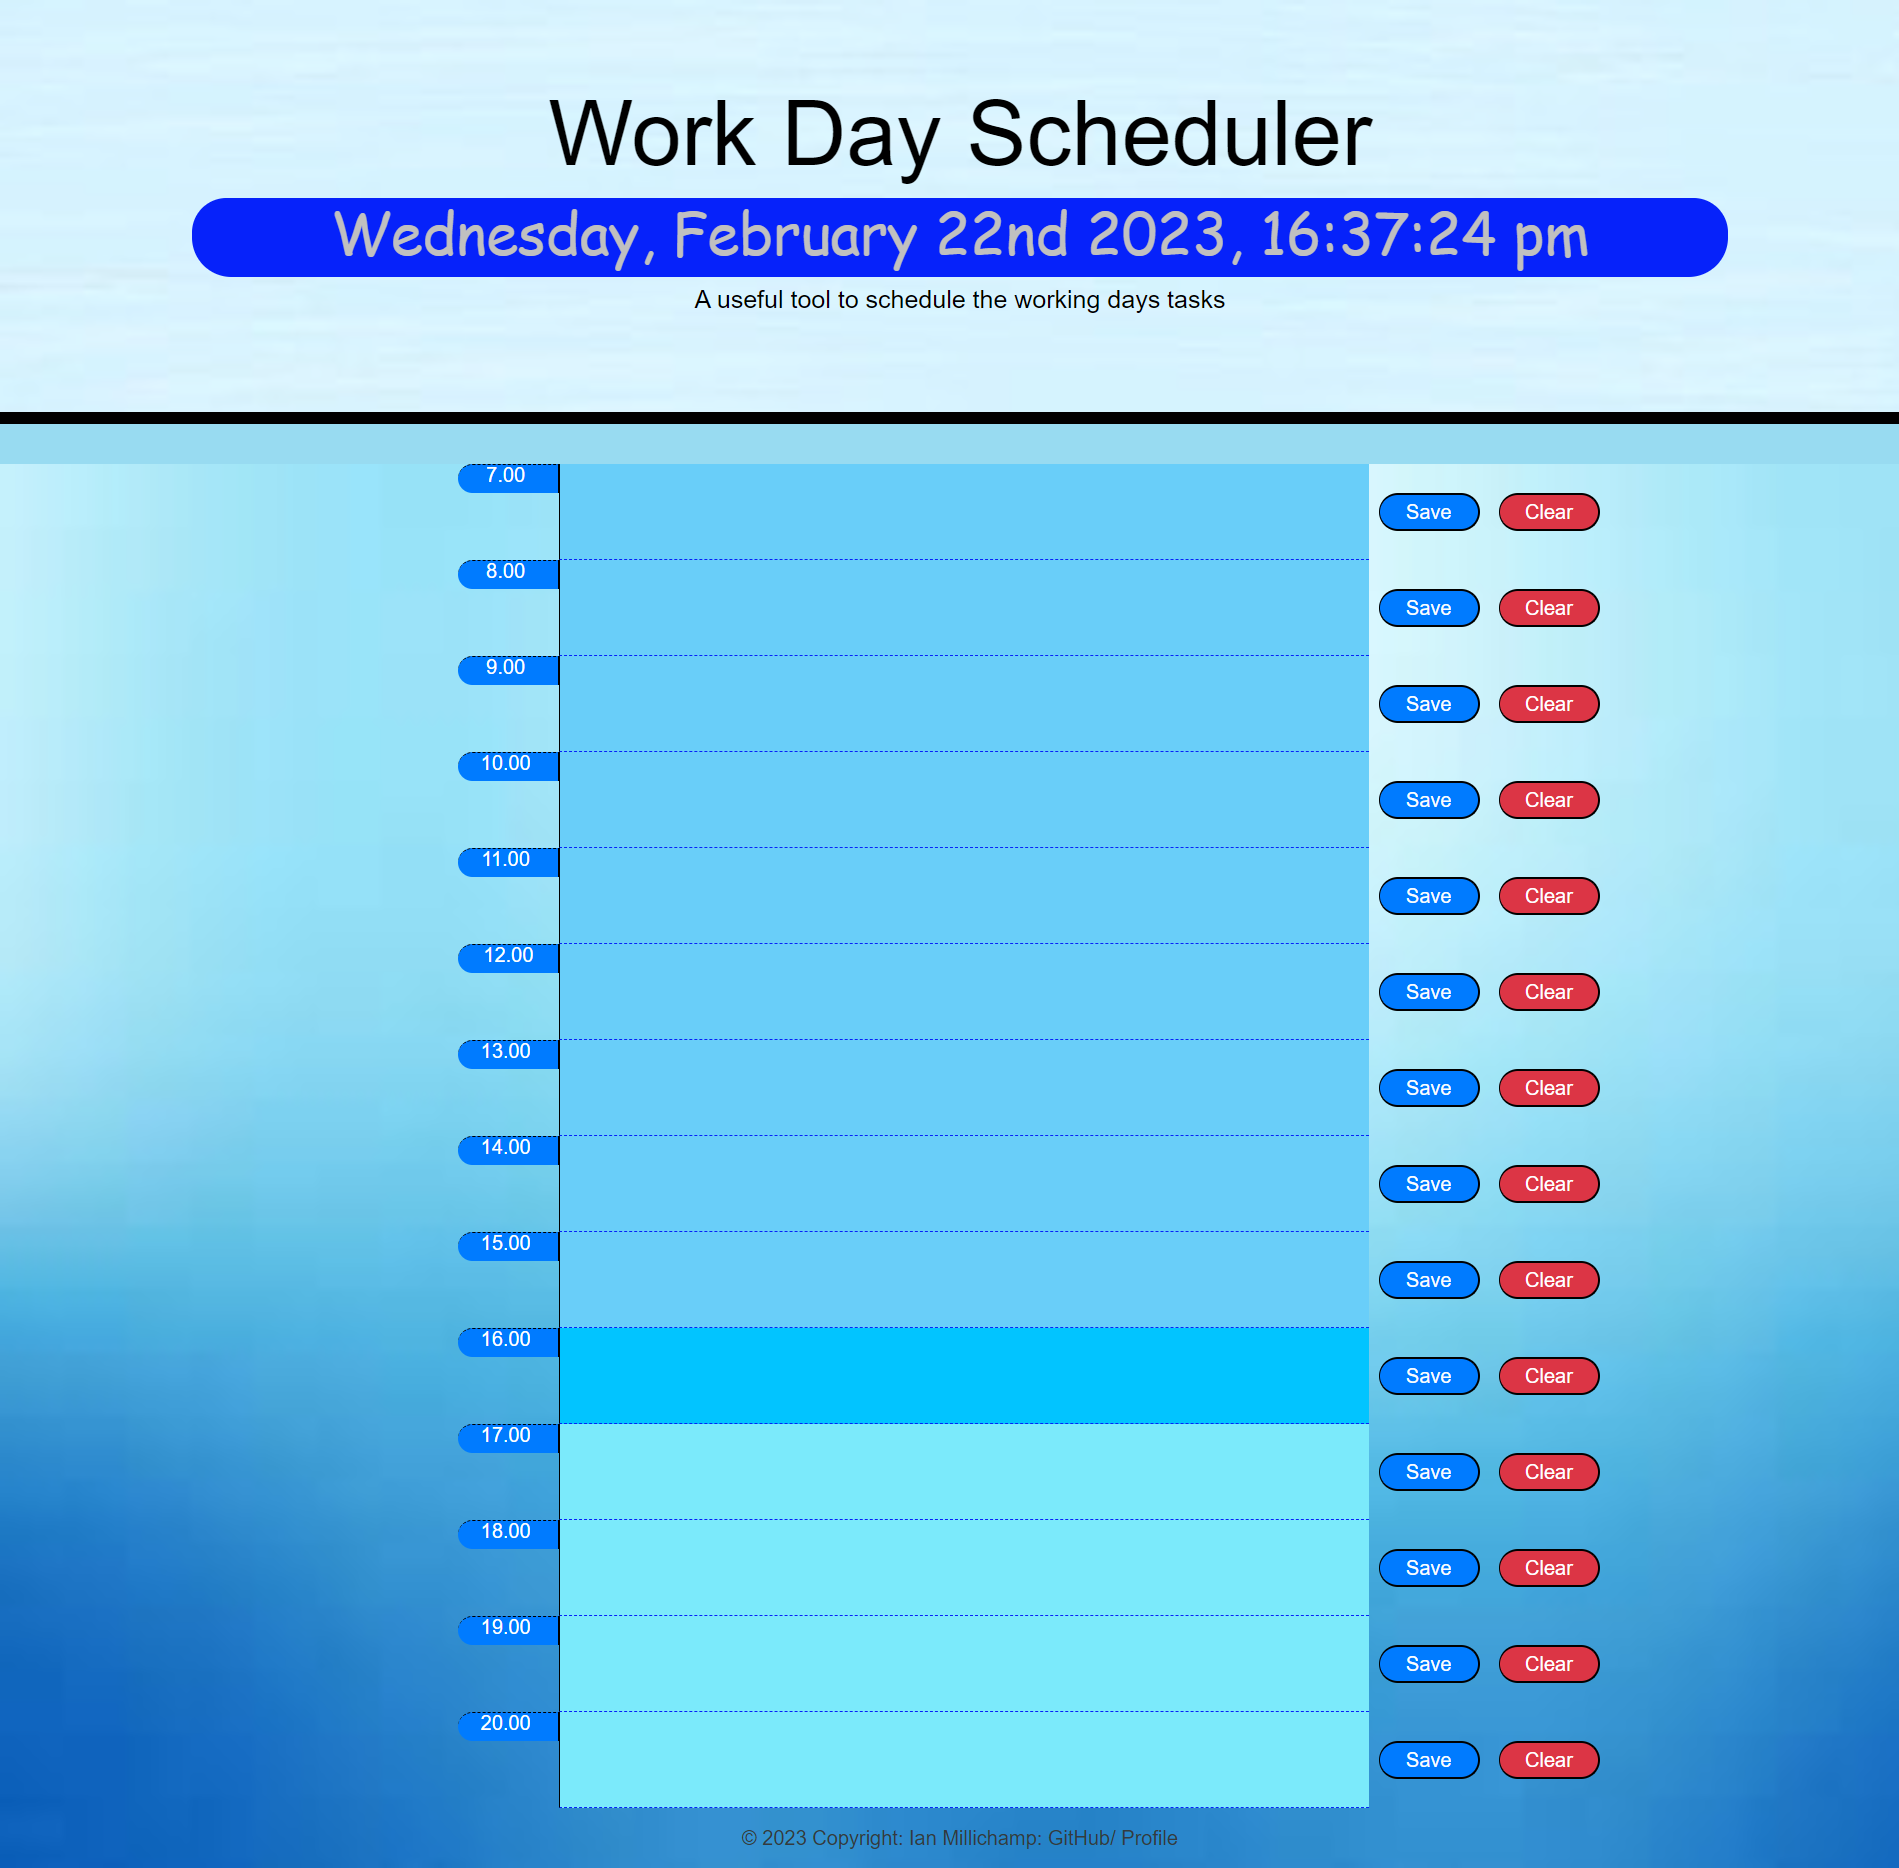 Work Day Scheduler
Wednesday, February 22nd 2023, 16:37:24 pm
A useful tool to schedule the working days tasks
7.00
Save Clear
8.00
Save Clear
9.00
Save Clear
10.00
Save Clear
11.00
Save Clear
12.00
Save Clear
13.00
Save Clear
14.00
Save Clear
15.00
Save Clear
16.00
Save Clear
17.00
Save Clear
18.00
Save Clear
19.00
Save Clear
20.00
Save Clear
© 2023 Copyright: Ian Millichamp: GitHub/ Profile